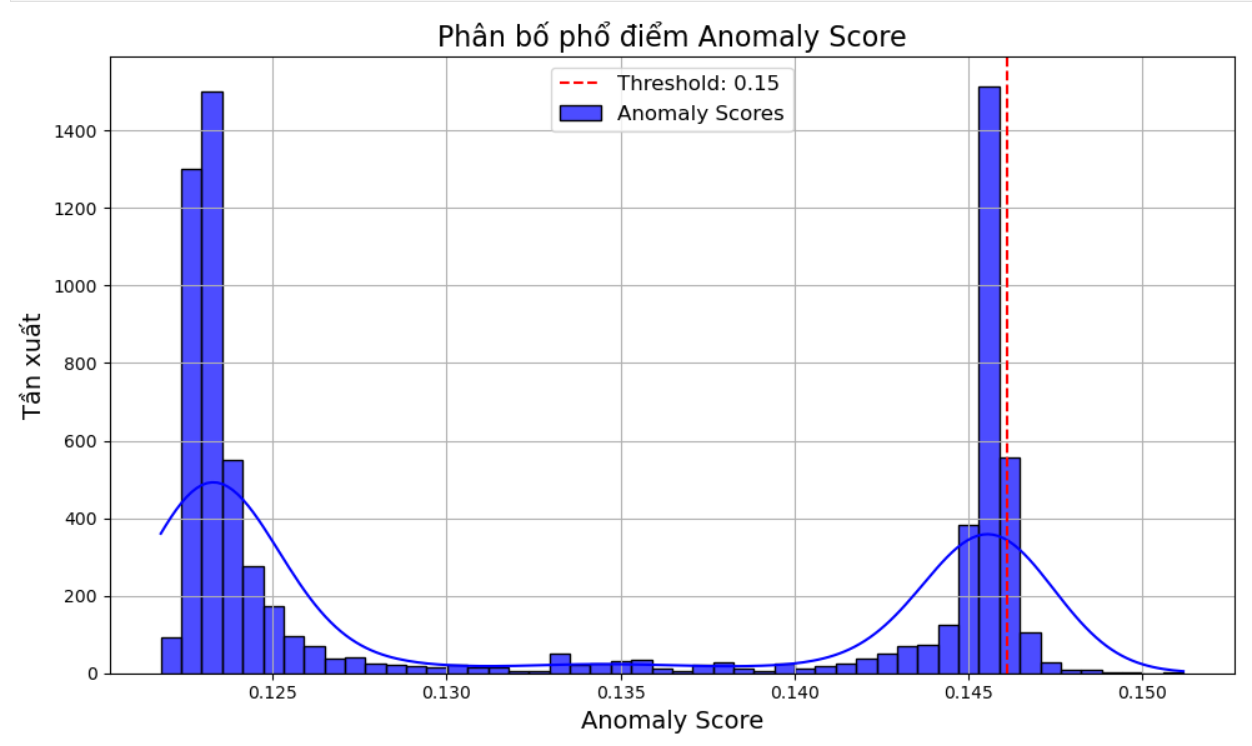 Phân bố phổ điểm Anomaly Score
Threshold: 0.15
Anomaly Scores
1400
1200
1000
800
600
400
200
0
Tần xuất
0.125 0.130 0.135 0.140 0.145 0.150
Anomaly Score